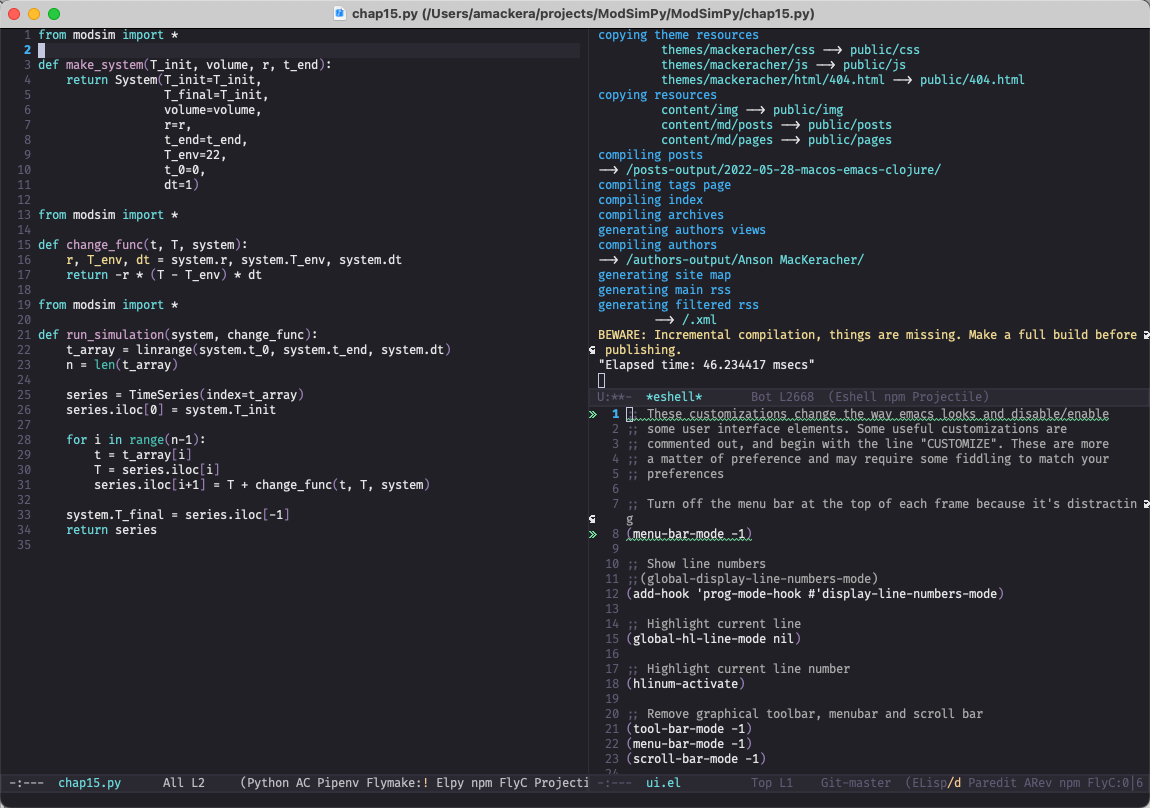 chap15.py (/Users/amackera/projects/ModSimPy/ModSimPy/chap15.py)
1 from modsim import *
2
3 def make_system(T_init, volume, r, t_end):
4     return System(T_init=T_init,
5                   T_final=T_init,
6                   volume=volume,
7                   r=r,
8                   t_end=t_end,
9                   T_env=22,
10                   t_0=0,
11                   dt=1)
12
13 from modsim import *
14
15 def change_func(t, T, system):
16     r, T_env, dt = system.r, system.T_env, system.dt
17     return -r * (T - T_env) * dt
18
19 from modsim import *
20
21 def run_simulation(system, change_func):
22     t_array = linrange(system.t_0, system.t_end, system.dt)
23     n = len(t_array)
24
25     series = TimeSeries(index=t_array)
26     series.iloc[0] = system.T_init
27
28     for i in range(n-1):
29         t = t_array[i]
30         T = series.iloc[i]
31         series.iloc[i+1] = T + change_func(t, T, system)
32
33     system.T_final = series.iloc[-1]
34     return series
35
-:---  chap15.py      All L2     (Python AC Pipenv Flymake:! Elpy npm FlyC Projecti
copying theme resources
themes/mackeracher/css --> public/css
themes/mackeracher/js --> public/js
themes/mackeracher/html/404.html --> public/404.html
copying resources
content/img --> public/img
content/md/posts --> public/posts
content/md/pages --> public/pages
compiling posts
--> /posts-output/2022-05-28-macos-emacs-clojure/
compiling tags page
compiling index
compiling archives
generating authors views
compiling authors
--> /authors-output/Anson MacKeracher/
generating site map
generating main rss
generating filtered rss
--> /.xml
BEWARE: Incremental compilation, things are missing. Make a full build before
publishing.
"Elapsed time: 46.234417 msecs"
U:**-  *eshell*       Bot L2668  (Eshell npm Projectile)
1 ;; These customizations change the way emacs looks and disable/enable
2 ;; some user interface elements. Some useful customizations are
3 ;; commented out, and begin with the line "CUSTOMIZE". These are more
4 ;; a matter of preference and may require some fiddling to match your
5 ;; preferences
6
7 ;; Turn off the menu bar at the top of each frame because it's distractin
g
8 (menu-bar-mode -1)
9
10 ;; Show line numbers
11 ;;(global-display-line-numbers-mode)
12 (add-hook 'prog-mode-hook #'display-line-numbers-mode)
13
14 ;; Highlight current line
15 (global-hl-line-mode nil)
16
17 ;; Highlight current line number
18 (hlinum-activate)
19
20 ;; Remove graphical toolbar, menubar and scroll bar
21 (tool-bar-mode -1)
22 (menu-bar-mode -1)
23 (scroll-bar-mode -1)
24
-:---  ui.el          Top L1    Git-master  (ELisp/d Paredit ARev npm FlyC:0|6